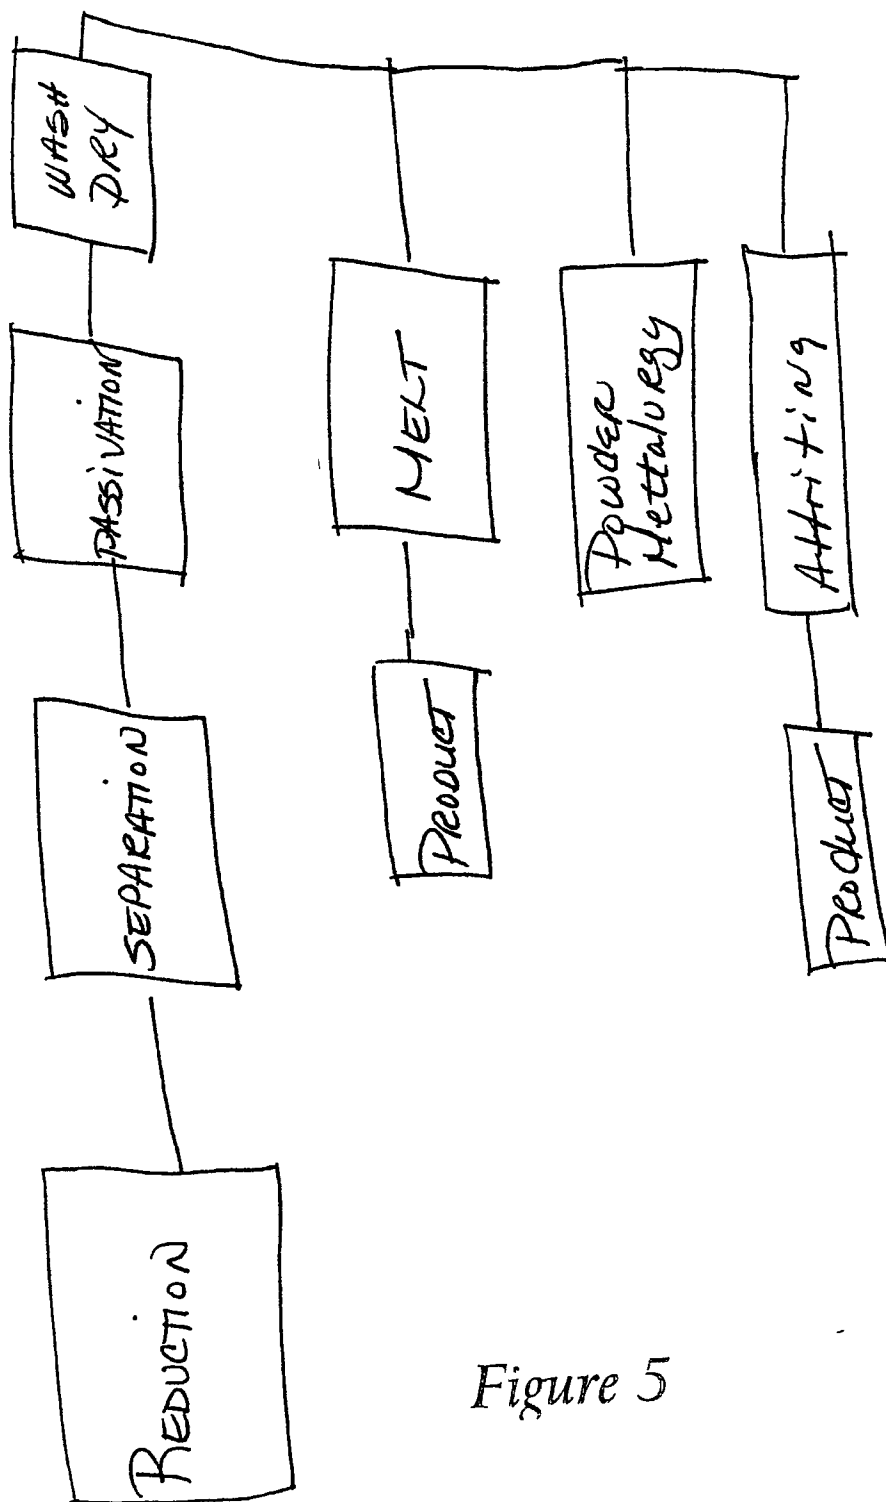 REDUCTION
SEPARATION
PASSIVATION
WASH
DRY
MELT
PRODUCT
Powder
Mettalurgy
Attriting
Product
Figure 5